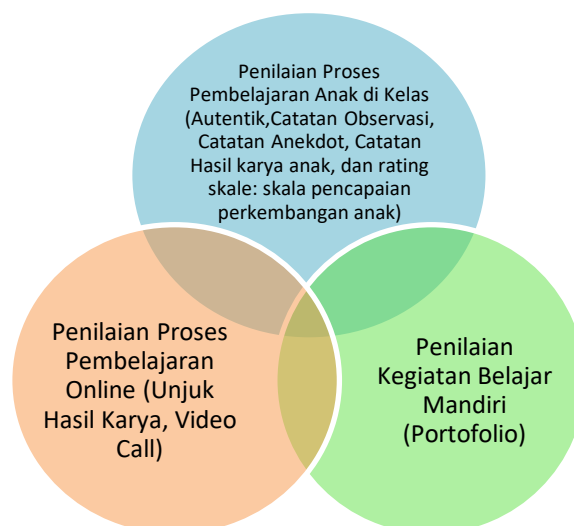 Penilaian Proses
Pembelajaran Anak di Kelas
(Autentik,Catatan Observasi,
Catatan Anekdot, Catatan
Hasil karya anak, dan rating
skale: skala pencapaian
perkembangan anak)
Penilaian Proses
Pembelajaran
Online (Unjuk
Hasil Karya, Video
Call)
Penilaian
Kegiatan Belajar
Mandiri
(Portofolio)